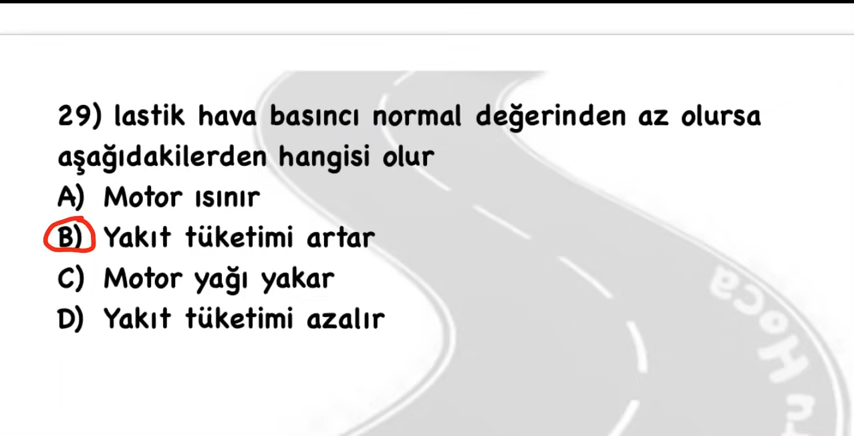 29) lastik hava basıncı normal değerinden az olursa
aşağıdakilerden hangisi olur
A) Motor ısınır
B) Yakıt tüketimi artar
C) Motor yağı yakar
D) Yakıt tüketimi azalır
Hoca